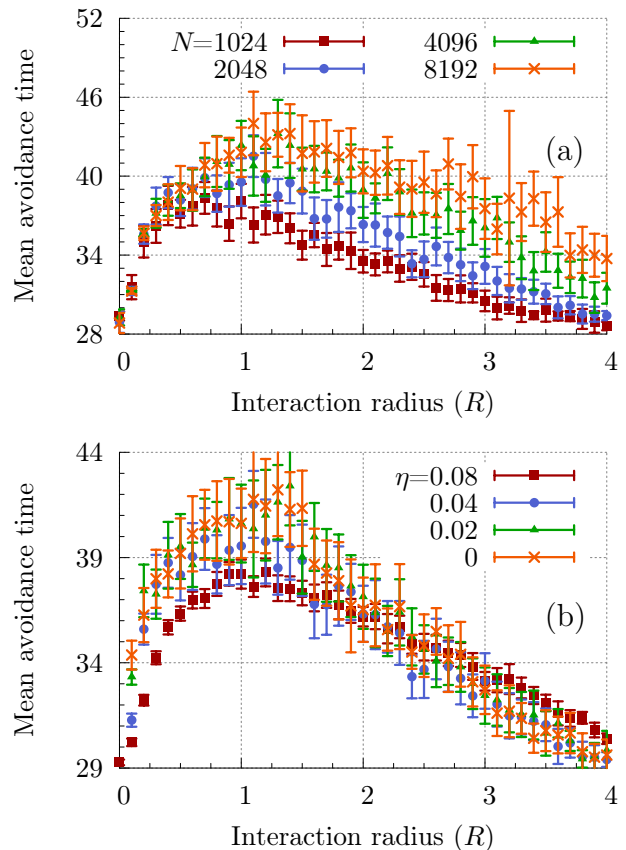 52
46
40
34
28
Mean avoidance time
N=1024
2048
4096
8192
(a)
0 1 2 3 4
Interaction radius (R)
44
39
34
29
Mean avoidance time
η=0.08
0.04
0.02
0
(b)
0 1 2 3 4
Interaction radius (R)